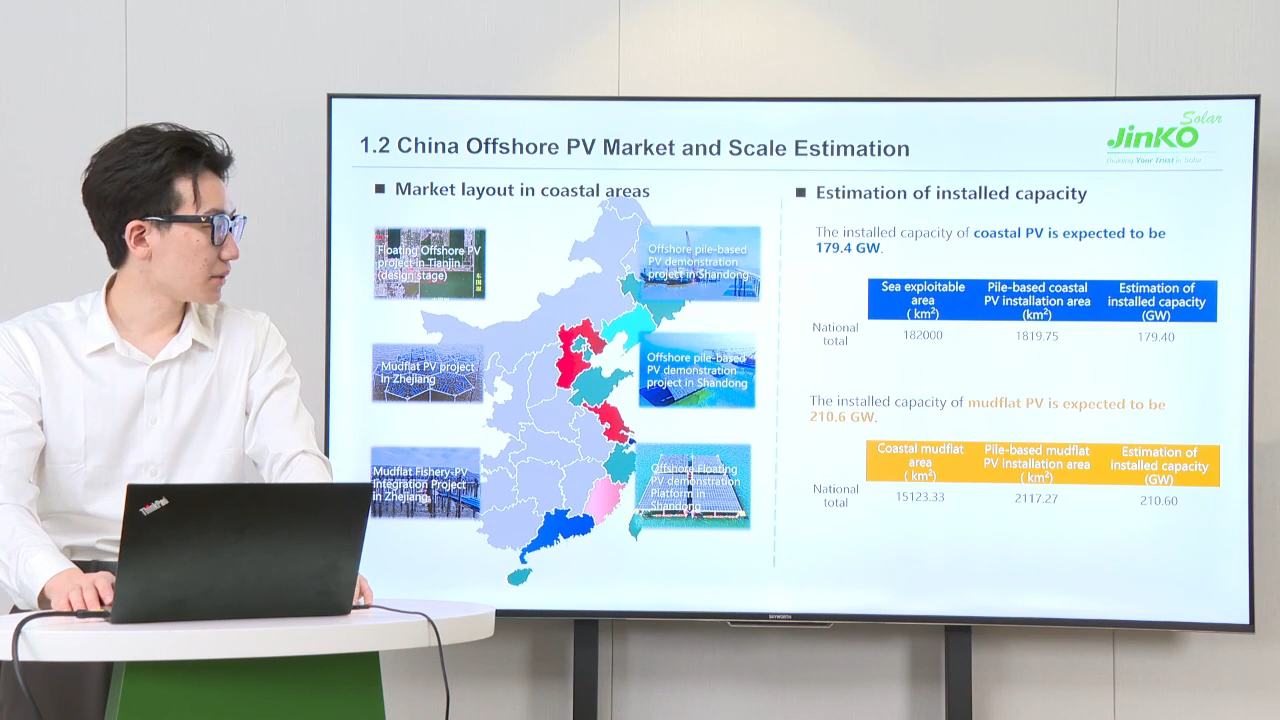 1.2 China Offshore PV Market and Scale Estimation
Solar
JinKO
Building Your Trust in Solar
Market layout in coastal areas
Floating Offshore PV
project in Tianjin
(design stage)
Offshore pile-based
PV demonstration
project in Shandong
Mudflat PV project
in Zhejiang
Offshore pile-based
PV demonstration
project in Shandong
Mudflat Fishery-PV
integration Project
in Zhejiang
Offshore Floating
PV demonstration
Platform in
Shandong
Estimation of installed capacity
The installed capacity of coastal PV is expected to be
179.4 GW.
Sea exploitable
area
( km²)
Pile-based coastal
PV installation area
(km²)
Estimation of
installed capacity
(GW)
National
total
182000
1819.75
179.40
The installed capacity of mudflat PV is expected to be
210.6 GW.
Coastal mudflat
area
( km²)
Pile-based mudflat
PV installation area
( km²)
Estimation of
installed capacity
(GW)
National
total
15123.33
2117.27
210.60
ThinkPad
SKYWORTH